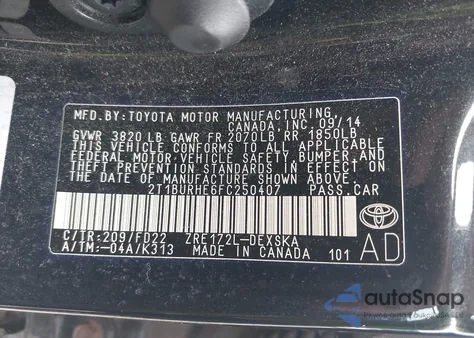 MFD.BY:TOYOTA MOTOR MANUFACTURING,
CANADA,INC. 09/14
GVWR 3820 LB GAWR FR 2070LB RR 1850LB
THIS VEHICLE CONFORMS TO ALL APPLICABLE
FEDERAL MOTOR VEHICLE SAFETY, BUMPER, AND
THEFT PREVENTION STANDARDS IN EFFECT ON
THE DATE OF MANUFACTURE SHOWN ABOVE.
2T1BURHE6FC250407 PASS.CAR
C/TR:209/FD22 ZRE172L-DEXSKA
A/TM:-04A/K313 MADE IN CANADA 101
AD
autoSnap